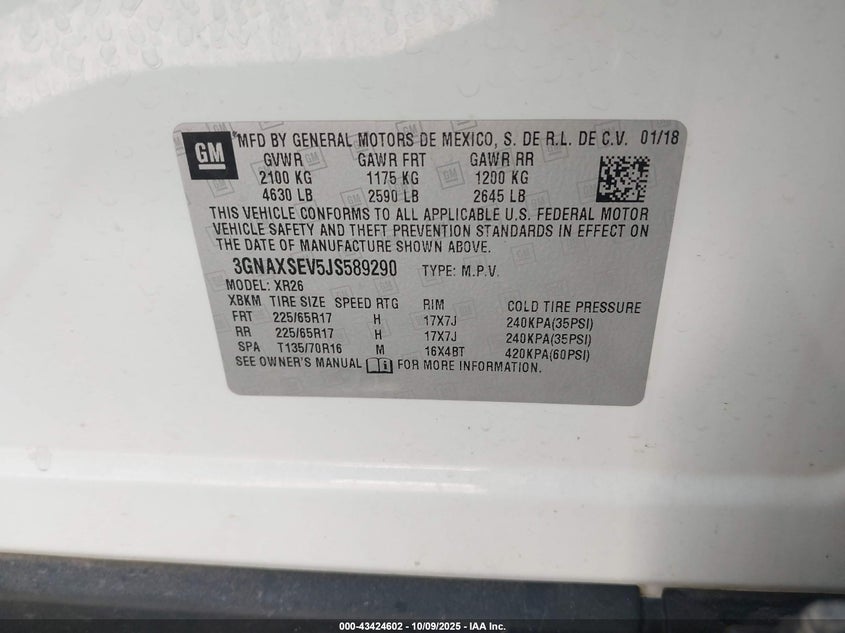 GM
MFD BY GENERAL MOTORS DE MEXICO, S. DE R.L. DE C.V. 01/18
GVWR GAWR FRT GAWR RR
2100 KG 1175 KG 1200 KG
4630 LB 2590 LB 2645 LB
THIS VEHICLE CONFORMS TO ALL APPLICABLE U.S. FEDERAL MOTOR
VEHICLE SAFETY AND THEFT PREVENTION STANDARDS IN EFFECT ON
THE DATE OF MANUFACTURE SHOWN ABOVE.
3GNAXSEV5JS589290 TYPE: M.P.V.
MODEL: XR26
XBKM TIRE SIZE SPEED RTG RIM COLD TIRE PRESSURE
FRT 225/65R17 H 17X7J 240KPA(35PSI)
RR 225/65R17 H 17X7J 240KPA(35PSI)
SPA T135/70R16 M 16X4BT 420KPA(60PSI)
SEE OWNER'S MANUAL FOR MORE INFORMATION.
000-43424602 - 10/09/2025 - IAA Inc.